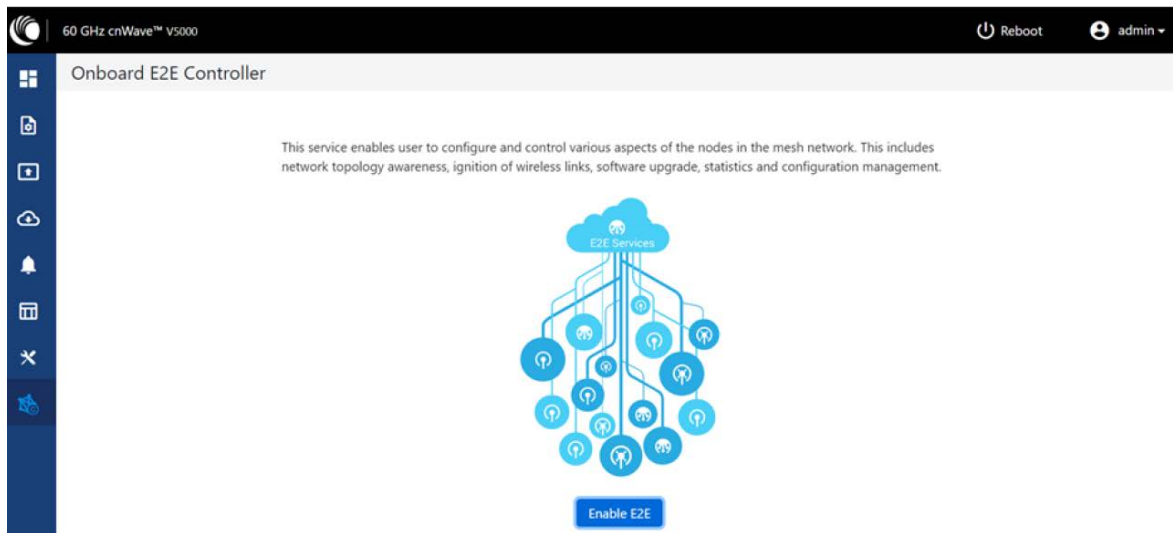 60 GHz cnWave™ V5000
Reboot
admin
Onboard E2E Controller
This service enables user to configure and control various aspects of the nodes in the mesh network. This includes
network topology awareness, ignition of wireless links, software upgrade, statistics and configuration management.
E2E Services
Enable E2E